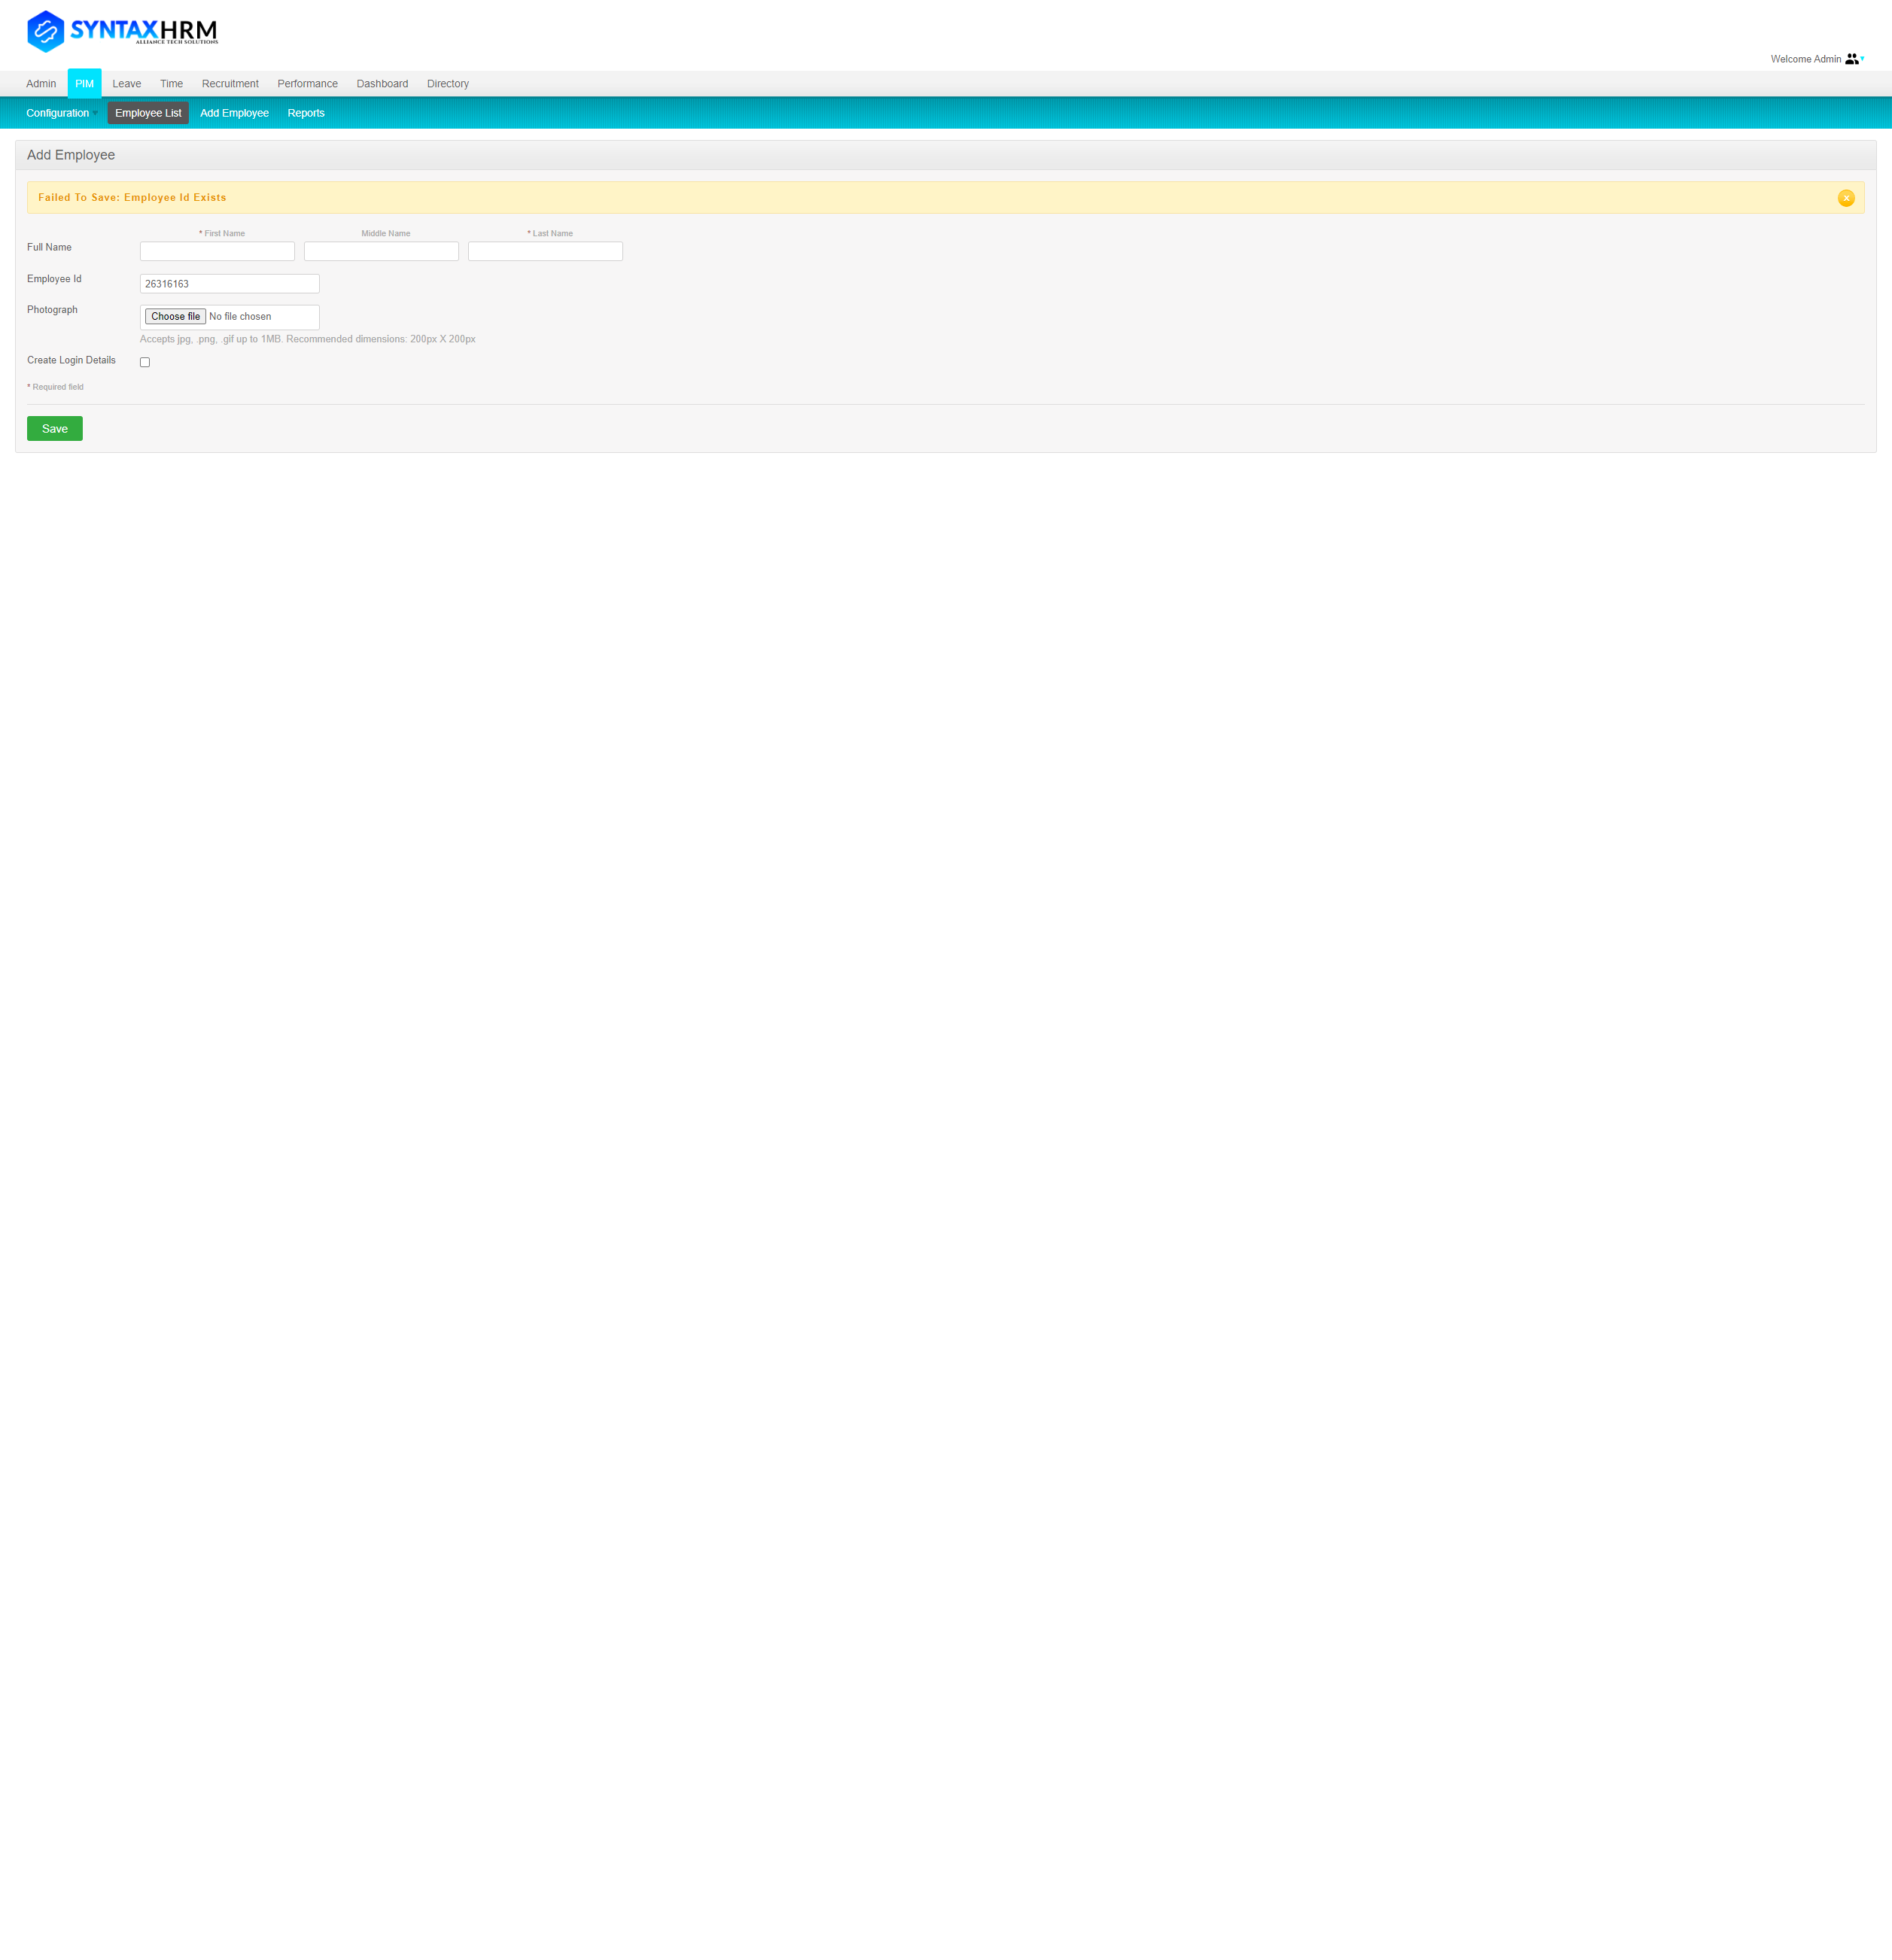 SYNTAXHRM
ALLIANCE TECH SOLUTIONS
Welcome Admin
Admin PIM Leave Time Recruitment Performance Dashboard Directory
Configuration Employee List Add Employee Reports
Add Employee
Failed To Save: Employee Id Exists
x
* First Name Middle Name * Last Name
Full Name
Employee Id 26316163
Photograph Choose file No file chosen
Accepts jpg, .png, .gif up to 1MB. Recommended dimensions: 200px X 200px
Create Login Details
* Required field
Save